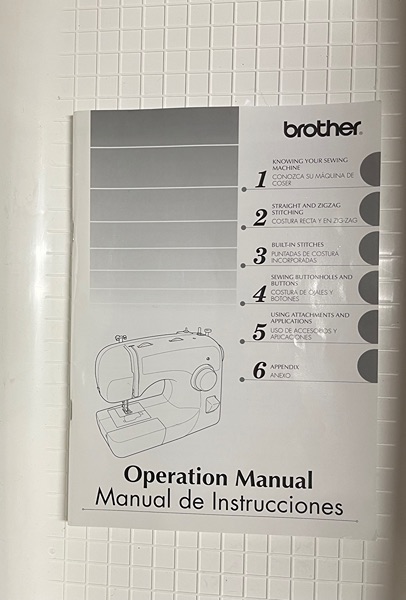 brother®
1 KNOWING YOUR SEWING
MACHINE
CONOZCA SU MÁQUINA DE
COSER
2 STRAIGHT AND ZIGZAG
STITCHING
COSTURA RECTA Y EN ZIG-ZAG
3 BUILT-IN STITCHES
PUNTADAS DE COSTURA
INCORPORADAS
4 SEWING BUTTONHOLES AND
BUTTONS
COSTURA DE OJALES Y
BOTONES
5 USING ATTACHMENTS AND
APPLICATIONS
USO DE ACCESORIOS Y
APLICACIONES
6 APPENDIX
ANEXO
Operation Manual
Manual de Instrucciones